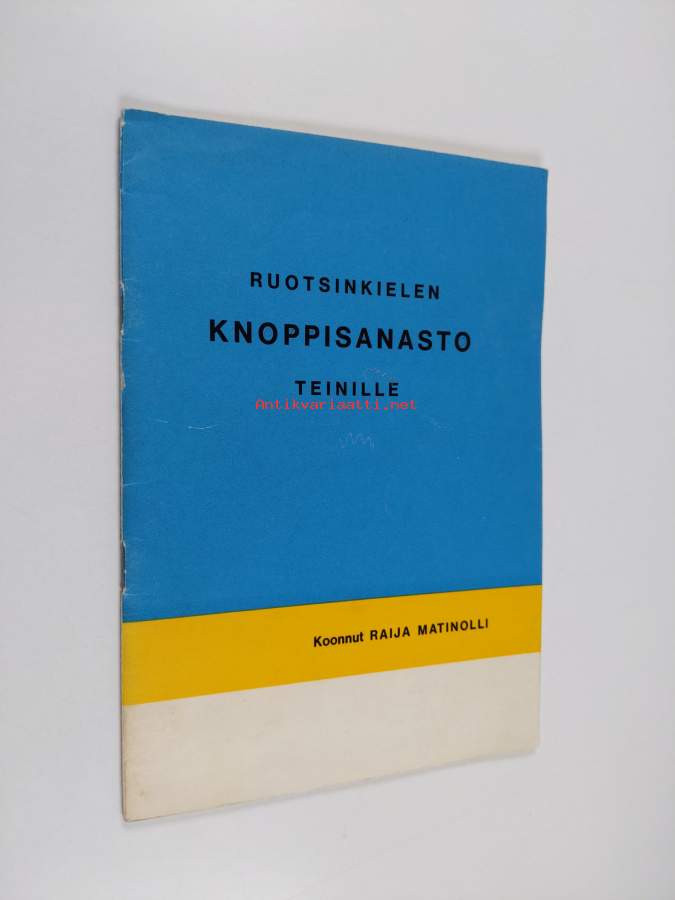 RUOTSINKIELEN
KNOPPISANASTO
TEINILLE
Antikvariaatti.net
Koonnut RAIJA MATINOLLI